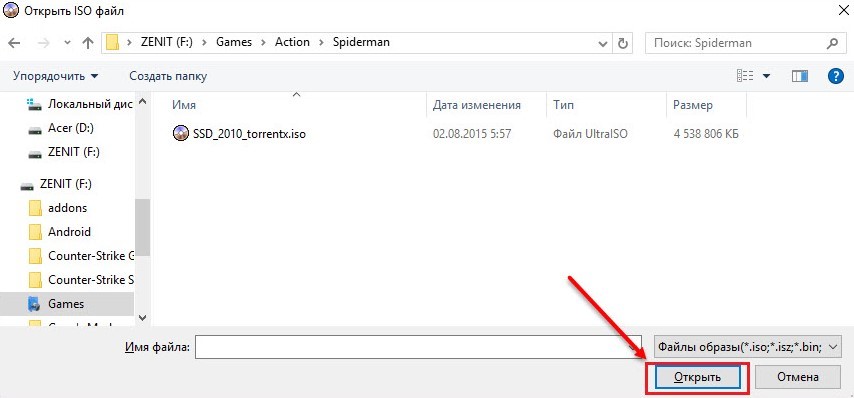 Открыть ISO файл
ZENIT (F:) Games Action Spiderman
Поиск: Spiderman
Упорядочить Создать папку
Имя Дата изменения Тип Размер
SSD_2010_torrentx.iso 02.08.2015 5:57 Файл UltraISO 4 538 806 КБ
Локальный дис
Acer (D:)
ZENIT (F:)
ZENIT (F:)
addons
Android
Counter-Strike G
Counter-Strike S
Games
Имя файла:
Файлы образы(*.iso;*.isz;*.bin;
Открыть Отмена